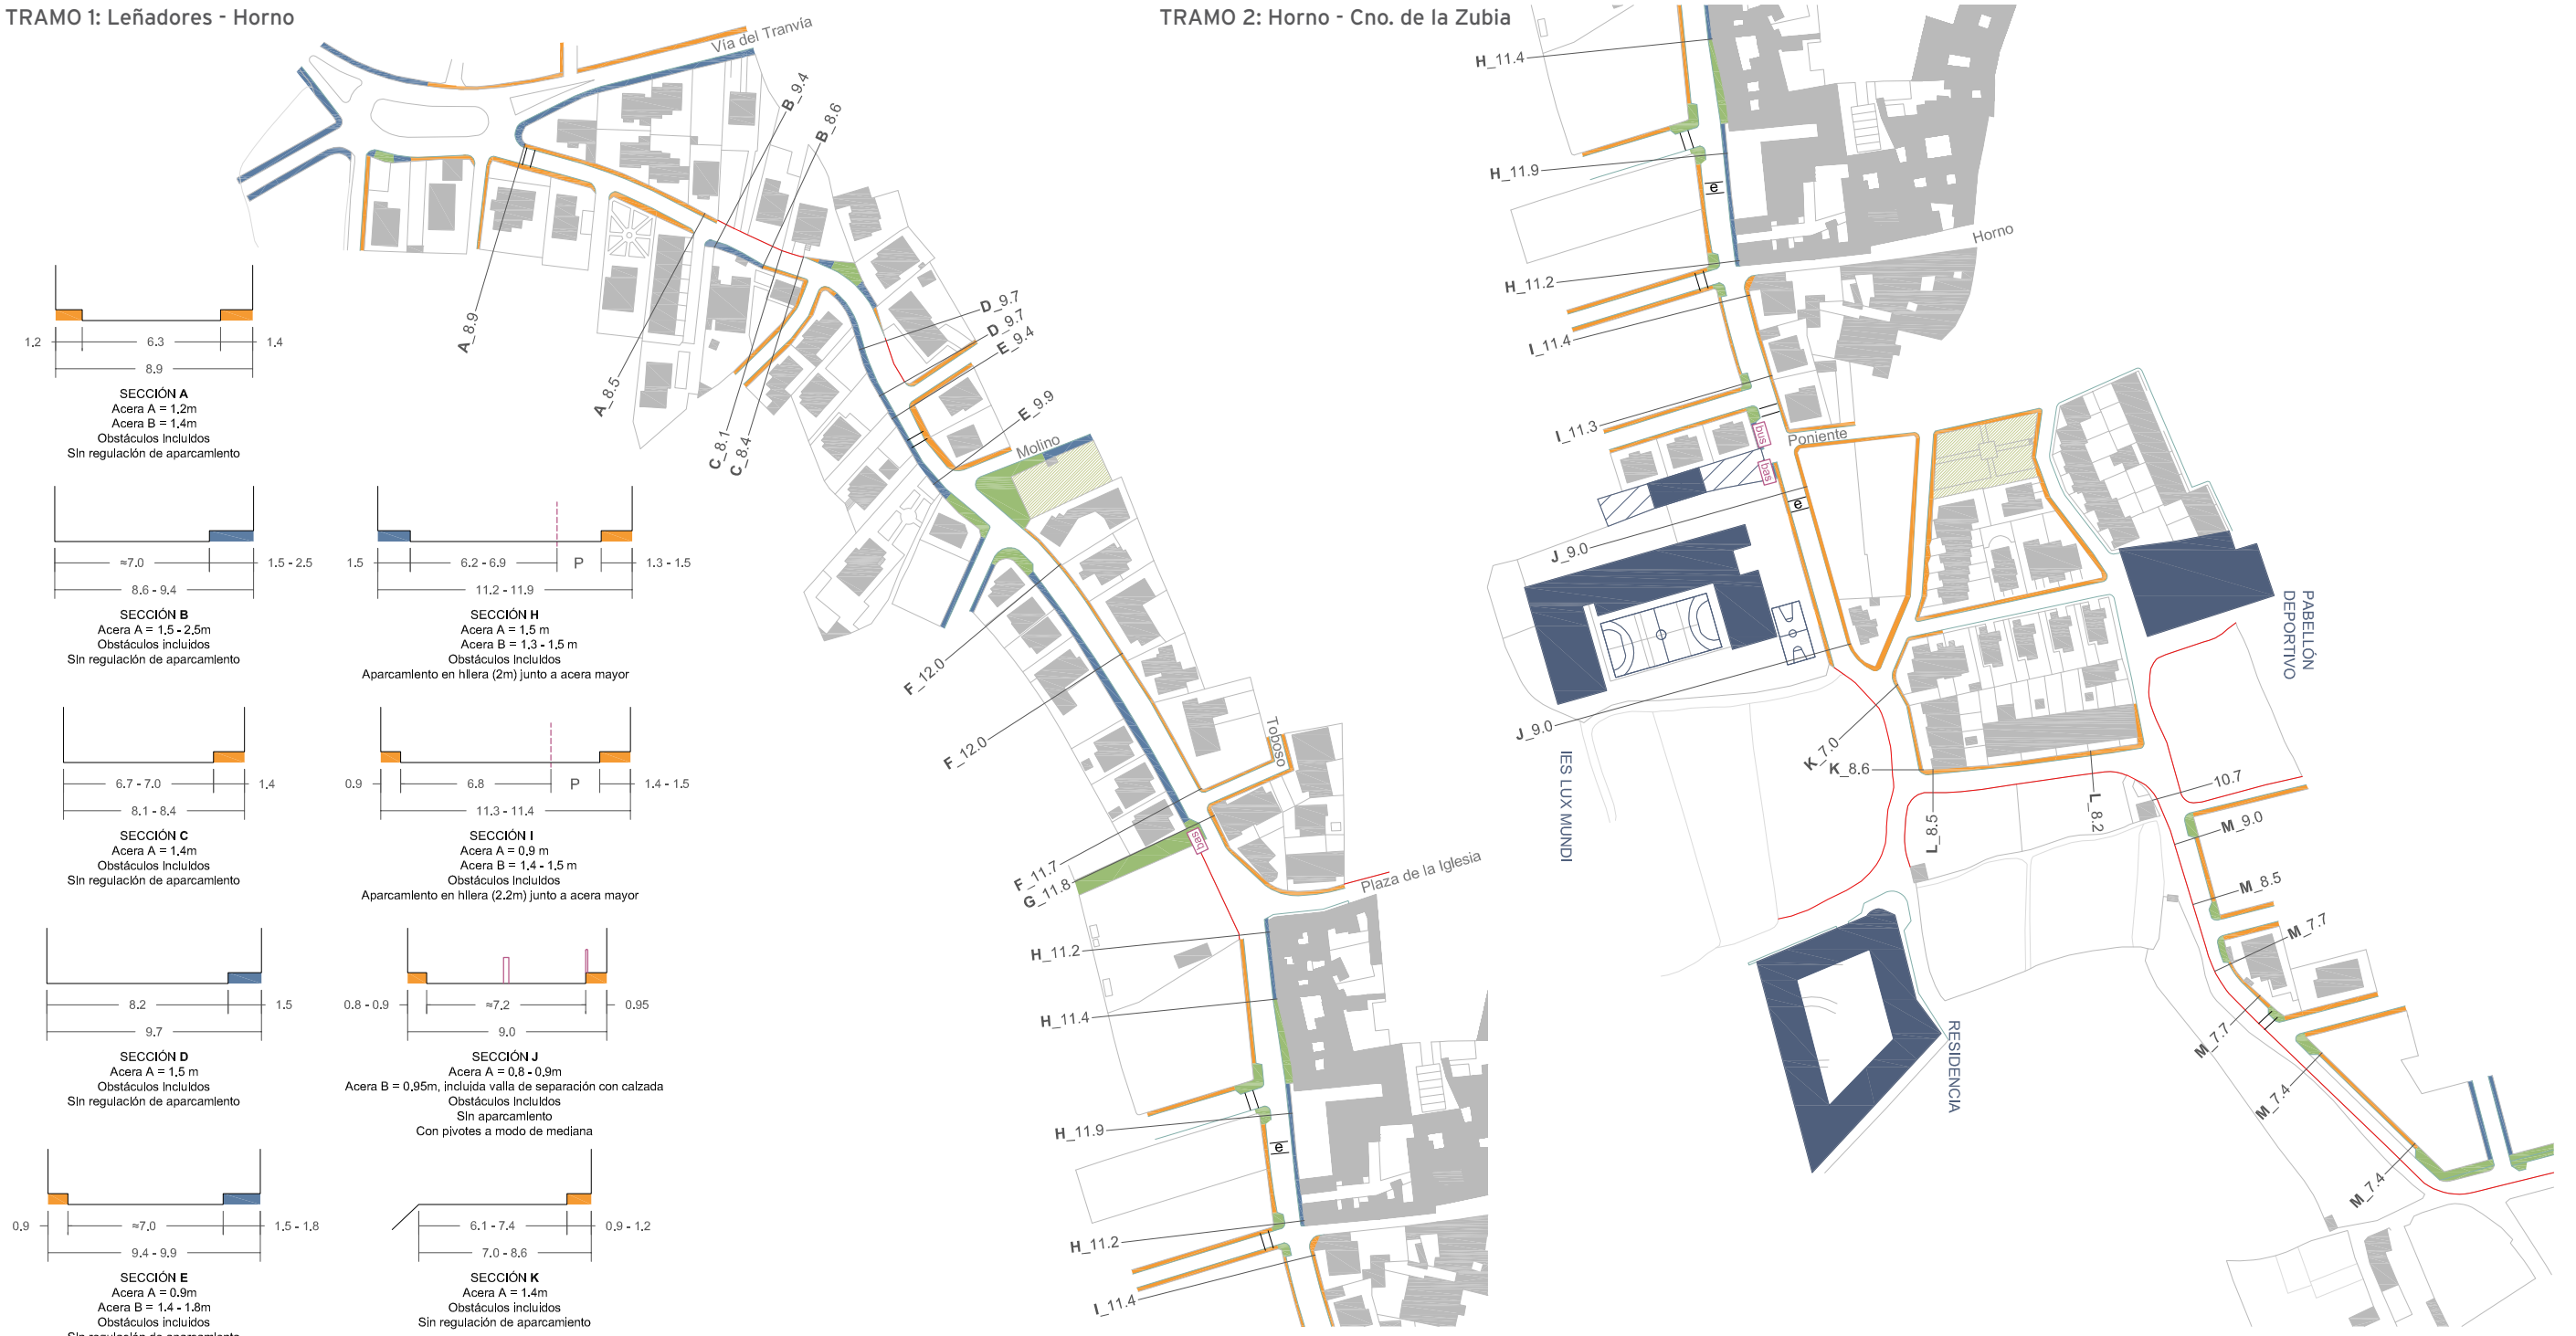 TRAMO 1: Leñadores - Horno
Vía del Tranvía
B_9.4
B_8.6
A_8.9
A_8.5
C_8.1
C_8.4
D_9.7
D_9.7
E_9.4
E_9.9
Molino
F_12.0
F_12.0
Toboso
bus
F_11.7
G_11.8
Plaza de la Iglesia
H_11.2
H_11.4
H_11.9
e
H_11.2
I_11.4
1.2
6.3
1.4
8.9
SECCIÓN A
Acera A = 1,2m
Acera B = 1,4m
Obstáculos Incluidos
Sin regulación de aparcamiento
≈7.0
1.5 - 2.5
8.6 - 9.4
SECCIÓN B
Acera A = 1,5 - 2,5m
Obstáculos incluidos
Sin regulación de aparcamiento
6.7 - 7.0
1.4
8.1 - 8.4
SECCIÓN C
Acera A = 1,4m
Obstáculos Incluidos
Sin regulación de aparcamiento
8.2
1.5
9.7
SECCIÓN D
Acera A = 1,5 m
Obstáculos Incluidos
Sin regulación de aparcamiento
0.9
≈7.0
1.5 - 1.8
9.4 - 9.9
SECCIÓN E
Acera A = 0.9m
Acera B = 1.4 - 1.8m
Obstáculos incluidos
Sin regulación de aparcamiento
1.5
6.2 - 6.9
P
1.3 - 1.5
11.2 - 11.9
SECCIÓN H
Acera A = 1,5 m
Acera B = 1.3 - 1.5 m
Obstáculos Incluidos
Aparcamiento en hilera (2m) junto a acera mayor
0.9
6.8
P
1.4 - 1.5
11.3 - 11.4
SECCIÓN I
Acera A = 0,9 m
Acera B = 1.4 - 1.5 m
Obstáculos Incluidos
Aparcamiento en hilera (2.2m) junto a acera mayor
0.8 - 0.9
≈7.2
0.95
9.0
SECCIÓN J
Acera A = 0.8 - 0.9m
Acera B = 0.95m, incluida valla de separación con calzada
Obstáculos Incluidos
Sin aparcamiento
Con pivotes a modo de mediana
6.1 - 7.4
0.9 - 1.2
7.0 - 8.6
SECCIÓN K
Acera A = 1.4m
Obstáculos incluidos
Sin regulación de aparcamiento
TRAMO 2: Horno - Cno. de la Zubia
H_11.4
H_11.9
e
H_11.2
Horno
I_11.4
I_11.3
bus
Poniente
bus
e
J_9.0
J_9.0
IES LUX MUNDI
PABELLÓN
DEPORTIVO
K_7.0
K_8.6
L_8.5
L_8.2
10.7
M_9.0
M_8.5
M_7.7
M_7.7
M_7.4
M_7.4
RESIDENCIA